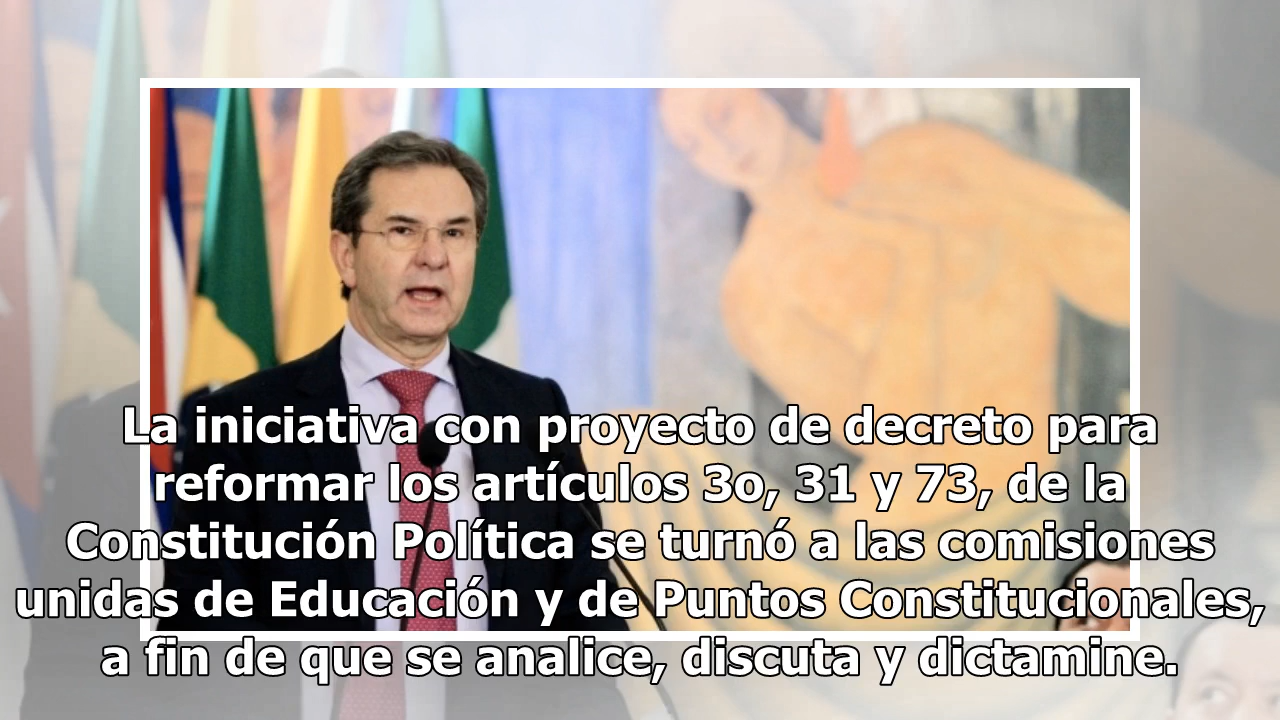 La iniciativa con proyecto de decreto para
reformar los artículos 3o, 31 y 73, de la
Constitución Política se turnó a las comisiones
unidas de Educación y de Puntos Constitucionales,
a fin de que se analice, discuta y dictamine.